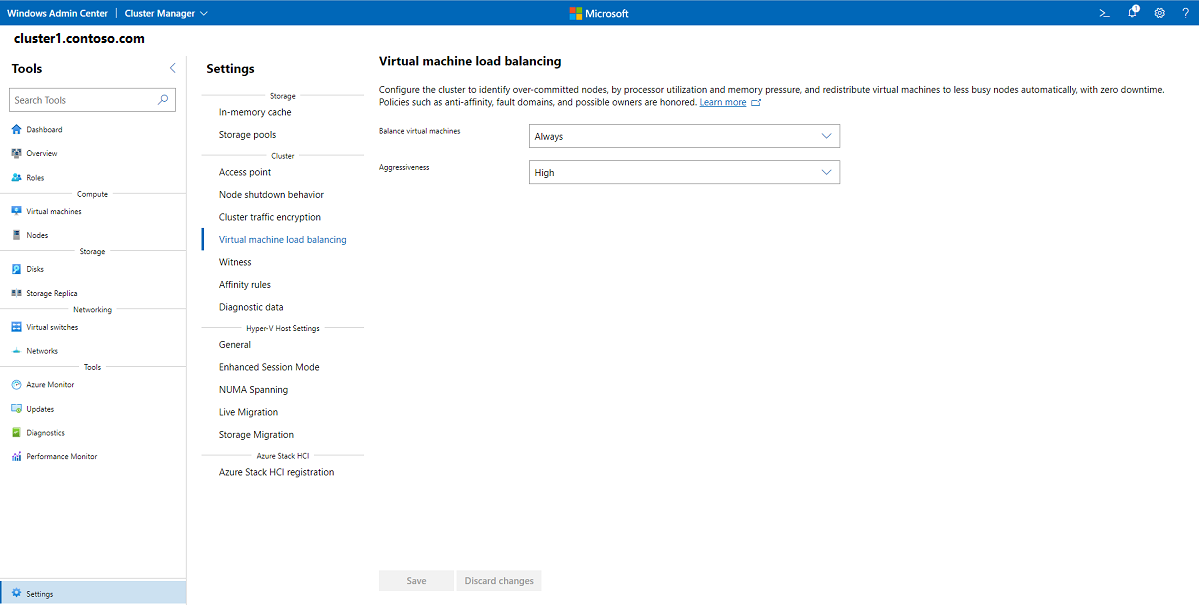 Windows Admin Center | Cluster Manager
Microsoft
1
cluster1.contoso.com
Tools
Search Tools
Dashboard
Overview
Roles
Compute
Virtual machines
Nodes
Storage
Disks
Storage Replica
Networking
Virtual switches
Networks
Tools
Azure Monitor
Updates
Diagnostics
Performance Monitor
Settings
Settings
Storage
In-memory cache
Storage pools
Cluster
Access point
Node shutdown behavior
Cluster traffic encryption
Virtual machine load balancing
Witness
Affinity rules
Diagnostic data
Hyper-V Host Settings
General
Enhanced Session Mode
NUMA Spanning
Live Migration
Storage Migration
Azure Stack HCI
Azure Stack HCI registration
Virtual machine load balancing
Configure the cluster to identify over-committed nodes, by processor utilization and memory pressure, and redistribute virtual machines to less busy nodes automatically, with zero downtime.
Policies such as anti-affinity, fault domains, and possible owners are honored. Learn more
Balance virtual machines
Always
Aggressiveness
High
Save
Discard changes